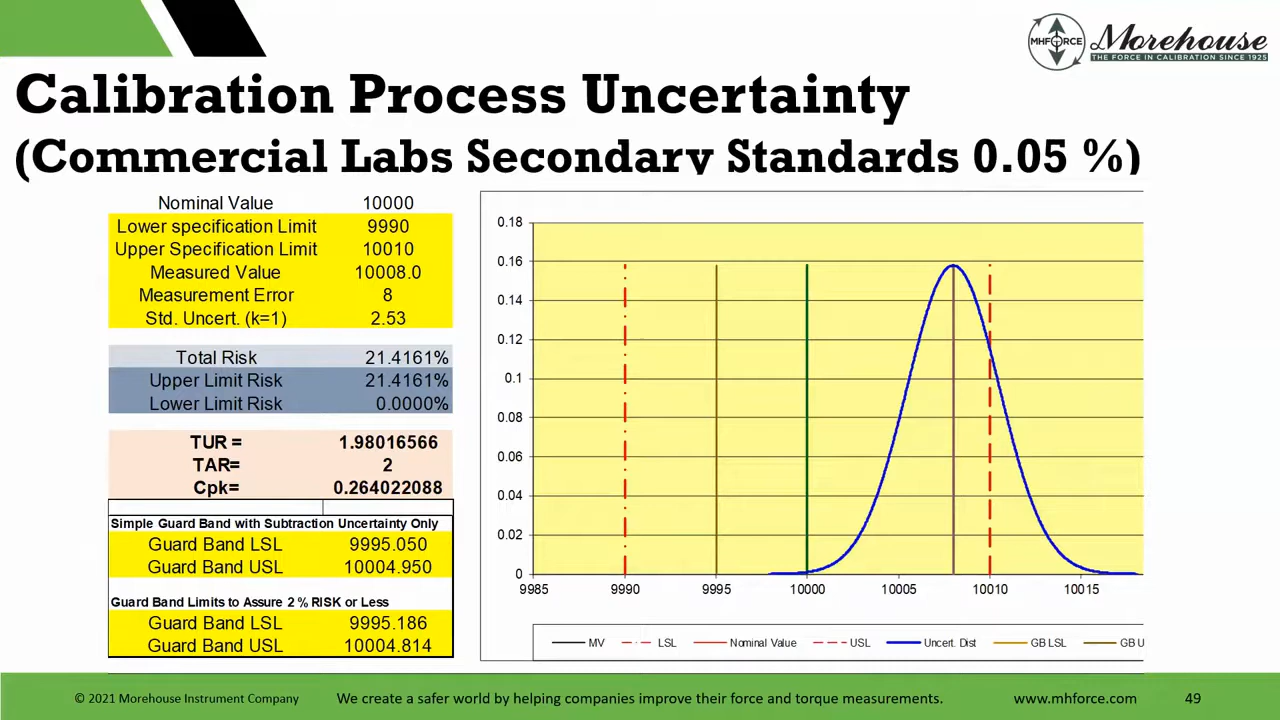 MHFORCE
Morehouse
THE FORCE IN CALIBRATION SINCE 1925
Calibration Process Uncertainty
(Commercial Labs Secondary Standards 0.05 %)
Nominal Value 10000
Lower specification Limit 9990
Upper Specification Limit 10010
Measured Value 10008.0
Measurement Error 8
Std. Uncert. (k=1) 2.53
Total Risk 21.4161%
Upper Limit Risk 21.4161%
Lower Limit Risk 0.0000%
TUR = 1.98016566
TAR= 2
Cpk= 0.264022088
Simple Guard Band with Subtraction Uncertainty Only
Guard Band LSL 9995.050
Guard Band USL 10004.950
Guard Band Limits to Assure 2 % RISK or Less
Guard Band LSL 9995.186
Guard Band USL 10004.814
0.18
0.16
0.14
0.12
0.1
0.08
0.06
0.04
0.02
0
9985 9990 9995 10000 10005 10010 10015
MV LSL Nominal Value USL Uncert. Dist GB LSL GB U
© 2021 Morehouse Instrument Company We create a safer world by helping companies improve their force and torque measurements. www.mhforce.com 49